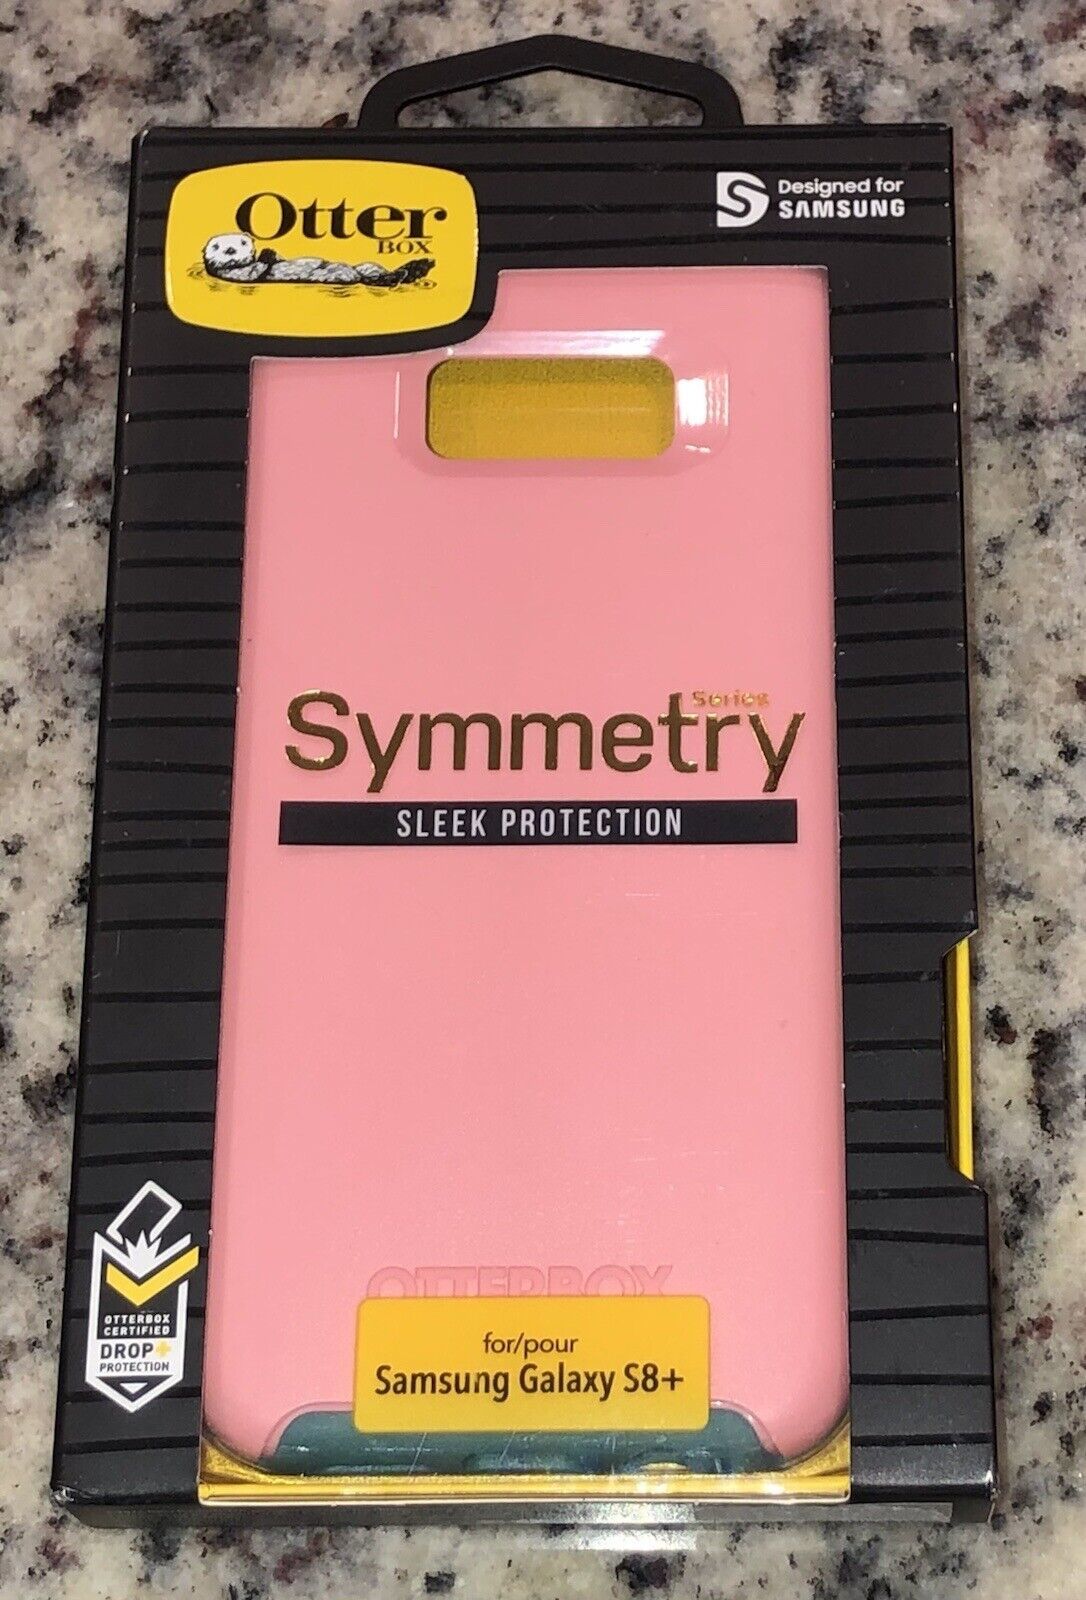 Otter
BOX
Designed for
SAMSUNG
Series
Symmetry
SLEEK PROTECTION
OTTERBOX
for/pour
Samsung Galaxy S8+
OTTERBOX
CERTIFIED
DROP+
PROTECTION